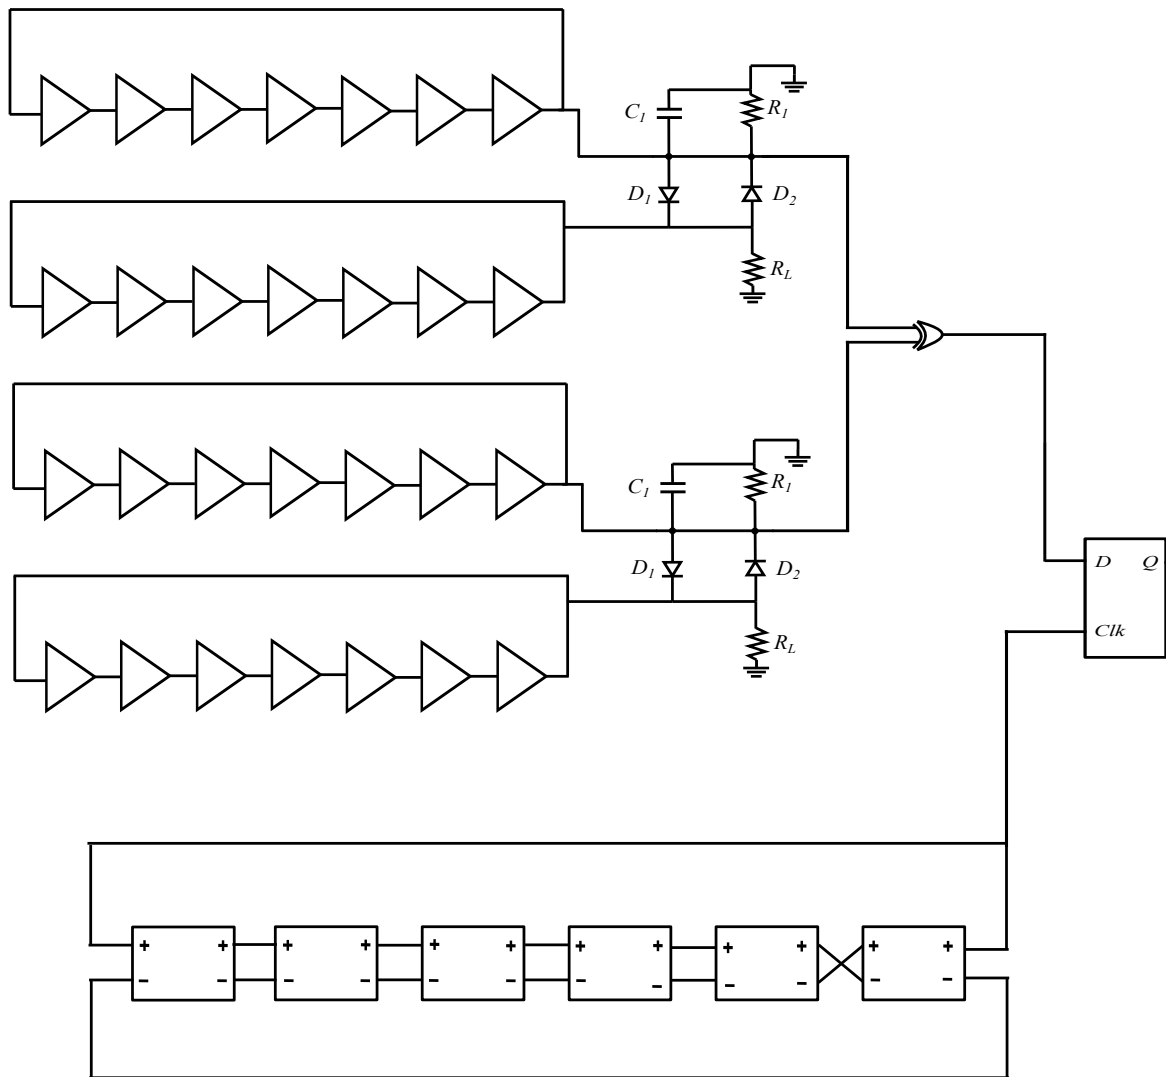 C1
R1
D1
D2
RL
C1
R1
D1
D2
RL
D Q
Clk
+ + + + + + + + + + + +
− − − − − − − − − − − −